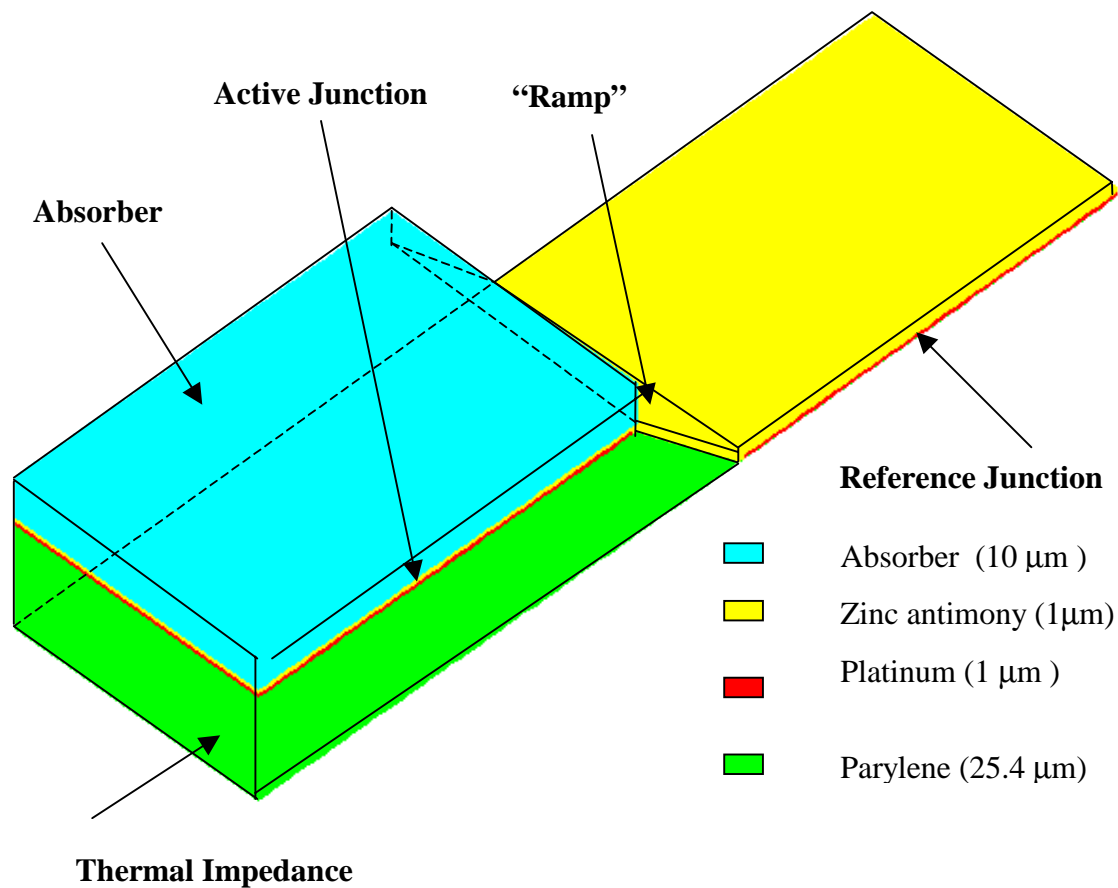 Active Junction
“Ramp”
Absorber
Reference Junction
Absorber (10 μm )
Zinc antimony (1μm)
Platinum (1 μm )
Parylene (25.4 μm)
Thermal Impedance